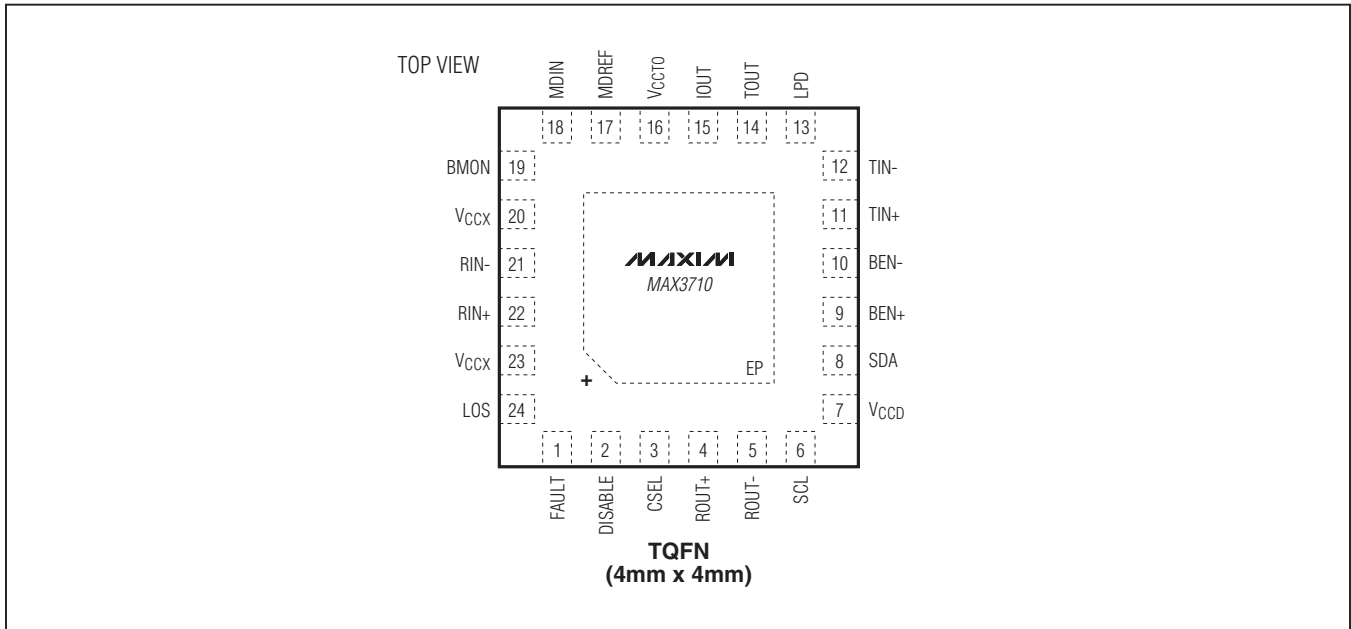 TOP VIEW
MDIN
MDREF
VCCTO
IOUT
TOUT
LPD
18 17 16 15 14 13
BMON 19
VCCX 20
RIN- 21
RIN+ 22
VCCX 23
LOS 24
MAXIM
MAX3710
EP
+
12 TIN-
11 TIN+
10 BEN-
9 BEN+
8 SDA
7 VCCD
1 2 3 4 5 6
FAULT
DISABLE
CSEL
ROUT+
ROUT-
SCL
TQFN
(4mm x 4mm)